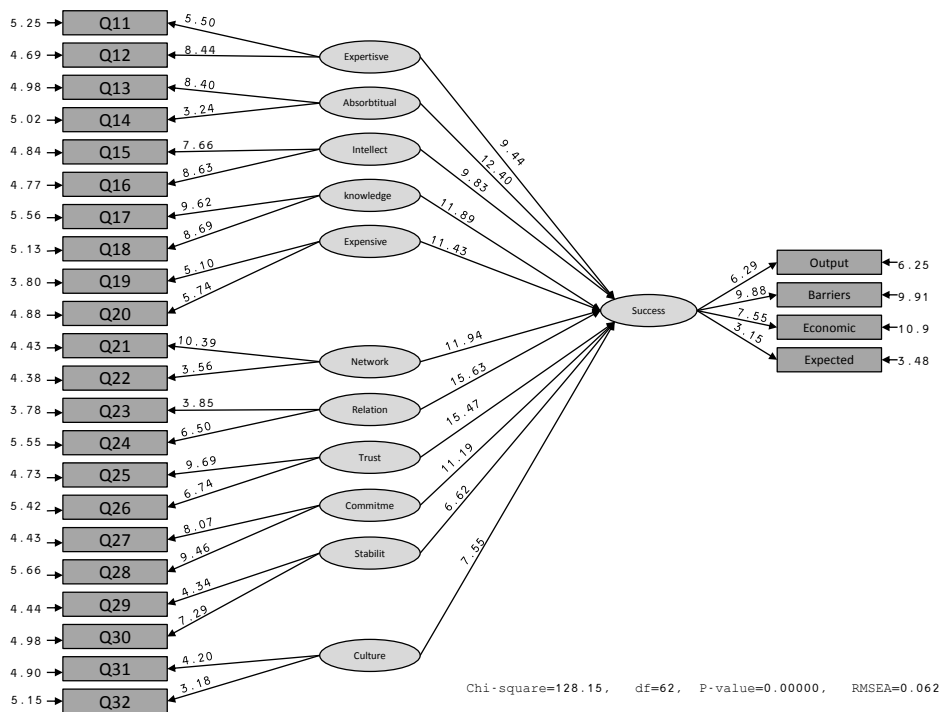 5.25 Q11 5.50
4.69 Q12 8.44 Expertisve
4.98 Q13 8.40
5.02 Q14 3.24 Absorbtitual
4.84 Q15 7.66 Intellect
4.77 Q16 8.63
5.56 Q17 9.62 knowledge
5.13 Q18 8.69
3.80 Q19 5.10 Expensive
4.88 Q20 5.74
4.43 Q21 10.39 Network
4.38 Q22 3.56
3.78 Q23 3.85 Relation
5.55 Q24 6.50
4.73 Q25 9.69 Trust
5.42 Q26 6.74
4.43 Q27 8.07 Commitme
5.66 Q28 9.46
4.44 Q29 4.34 Stabilit
4.98 Q30 7.29
4.90 Q31 4.20 Culture
5.15 Q32 3.18
9.44
12.40
9.83
11.89
11.43
11.94
15.63
15.47
11.19
6.62
7.55
Success
6.29 Output 6.25
9.88 Barriers 9.91
7.55 Economic 10.9
3.15 Expected 3.48
Chi-square=128.15, df=62, P-value=0.00000, RMSEA=0.062